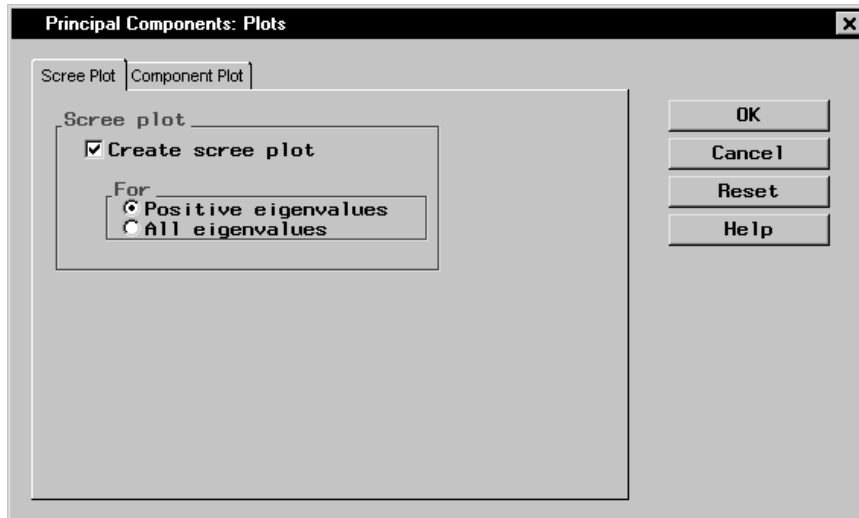 Principal Components: Plots
Scree Plot Component Plot
Scree plot
Create scree plot
For
Positive eigenvalues
All eigenvalues
OK
Cancel
Reset
Help